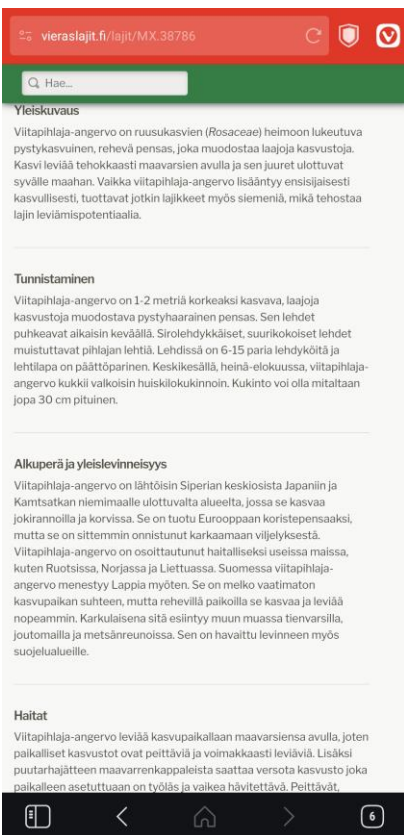 vieraslajit.fi/lajit/MX.38786
Hae...
Yleiskuvaus
Viitapihlaja-angervo on ruusukasvien (Rosaceae) heimoon lukeutuva
pystykasvuinen, rehevä pensas, joka muodostaa laajoja kasvustoja.
Kasvi leviää tehokkaasti maavarsien avulla ja sen juuret ulottuvat
syvälle maahan. Vaikka viitapihlaja-angervo lisääntyy ensisijaisesti
kasvullisesti, tuottavat jotkin lajikkeet myös siemeniä, mikä tehostaa
lajin leviämispotentiaalia.
Tunnistaminen
Viitapihlaja-angervo on 1-2 metriä korkeaksi kasvava, laajoja
kasvustoja muodostava pystyhaarainen pensas. Sen lehdet
puhkeavat aikaisin keväällä. Sirolehdykkäiset, suurikokoiset lehdet
muistuttavat pihlajan lehtiä. Lehdissä on 6-15 paria lehdyköitä ja
lehtilapa on päättöparinen. Keskikesällä, heinä-elokuussa, viitapihlaja-
angervo kukkii valkoisin huiskilokukinnoin. Kukinto voi olla mitaltaan
jopa 30 cm pituinen.
Alkuperä ja yleislevinneisyys
Viitapihlaja-angervo on lähtöisin Siperian keskiosista Japaniin ja
Kamtsatkan niemimaalle ulottuvalta alueelta, jossa se kasvaa
jokirannoilla ja korvissa. Se on tuotu Eurooppaan koristepensaaksi,
mutta se on sittemmin onnistunut karkaamaan viljelyksestä.
Viitapihlaja-angervo on osoittautunut haitalliseksi useissa maissa,
kuten Ruotsissa, Norjassa ja Liettuassa. Suomessa viitapihlaja-
angervo menestyy Lappia myöten. Se on melko vaatimaton
kasvupaikan suhteen, mutta rehevillä paikoilla se kasvaa ja leviää
nopeammin. Karkulaisena sitä esiintyy muun muassa tienvarsilla,
joutomailla ja metsänreunoissa. Sen on havaittu levinneen myös
suojelualueille.
Haitat
Viitapihlaja-angervo leviää kasvupaikallaan maavarsiensa avulla, joten
paikalliset kasvustot ovat peittäviä ja voimakkaasti leviäviä. Lisäksi
puutarhajätteen maavarrenkappaleista saattaa versota kasvusto joka
paikalleen asetuttuaan on työläs ja vaikea hävitettävä. Peittävät,
6